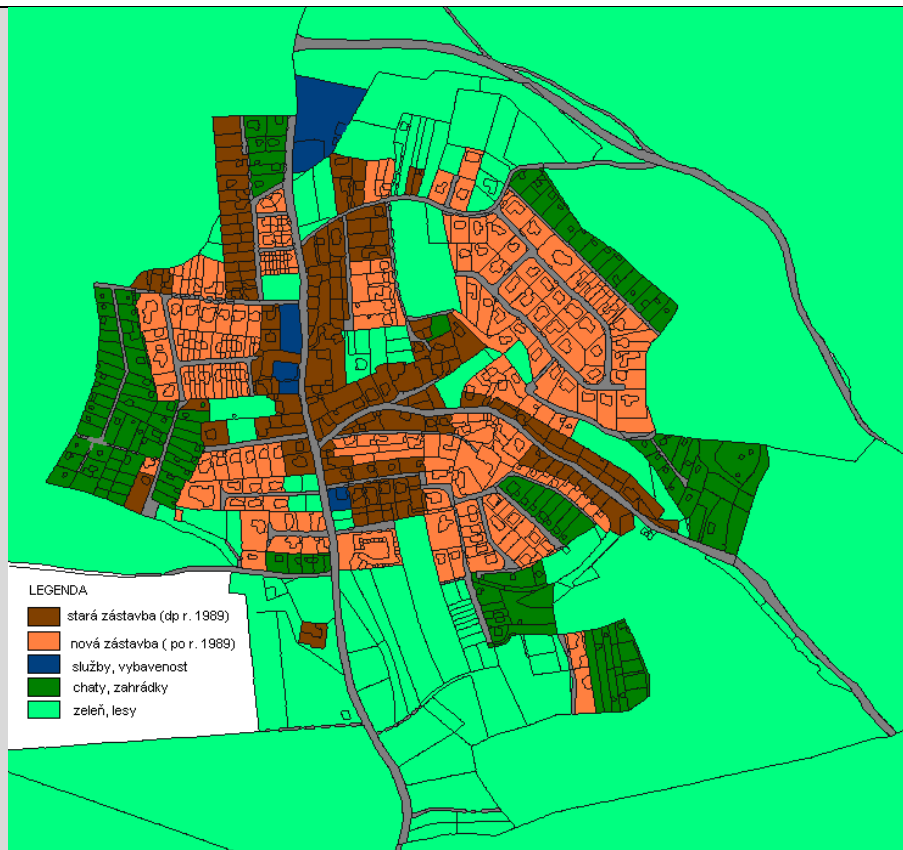 LEGENDA
stará zástavba (dp r. 1989)
nová zástavba ( po r. 1989)
služby, vybavenost
chaty, zahrádky
zeleň, lesy